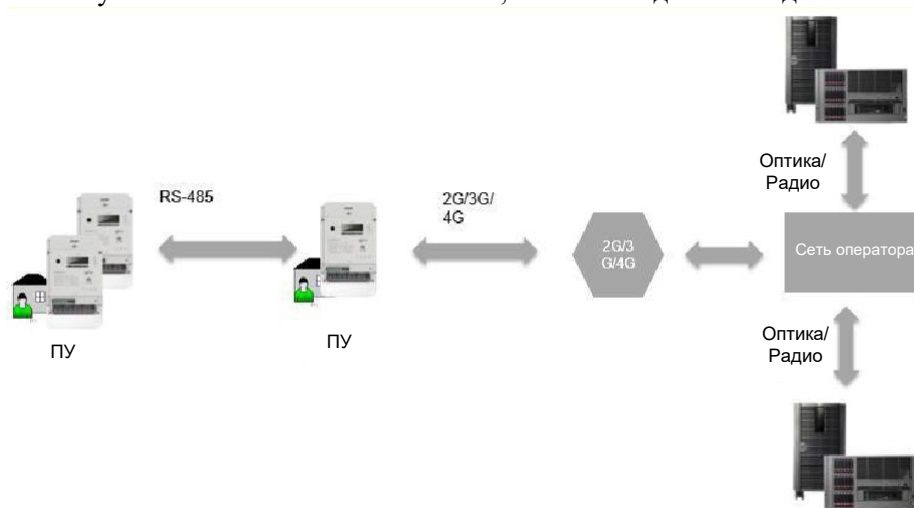 RS-485
2G/3G/
4G
Оптика/
Радио
2G/3
G/4G
Сеть оператора
ПУ
ПУ
Оптика/
Радио